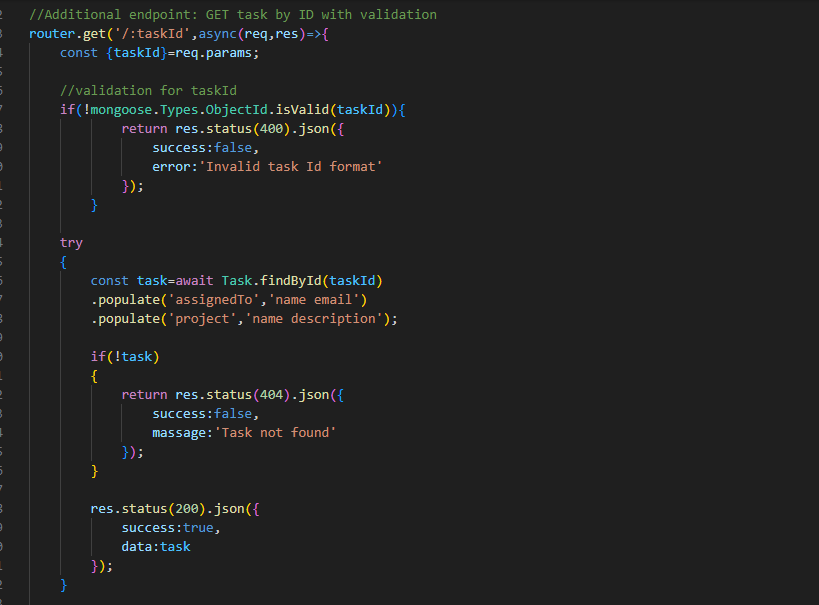 //Additional endpoint: GET task by ID with validation
router.get('/:taskId',async(req,res)=>{
    const {taskId}=req.params;

    //validation for taskId
    if(!mongoose.Types.ObjectId.isValid(taskId)){
            return res.status(400).json({
                success:false,
                error:'Invalid task Id format'
            });
        }

    try
    {
        const task=await Task.findById(taskId)
        .populate('assignedTo','name email')
        .populate('project','name description');

        if(!task)
        {
            return res.status(404).json({
                success:false,
                massage:'Task not found'
            });
        }

        res.status(200).json({
            success:true,
            data:task
        });
    }